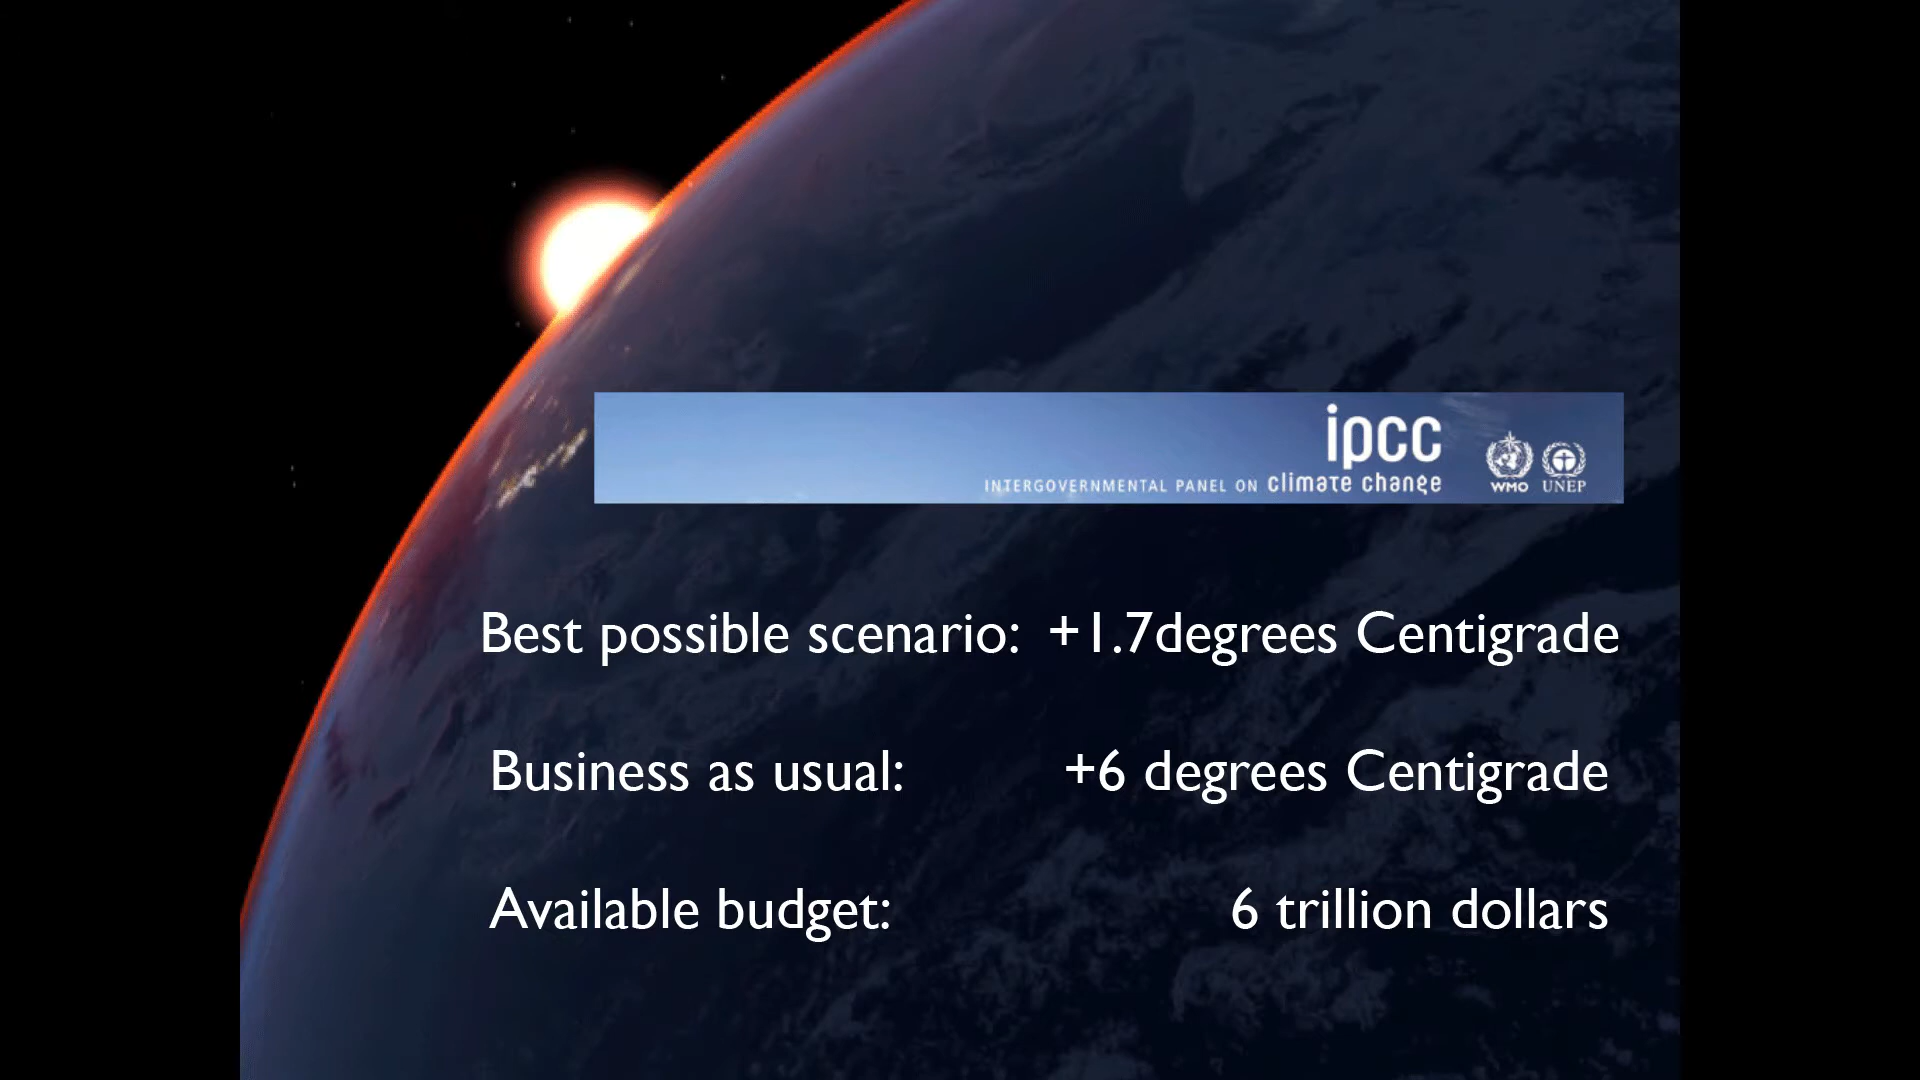 ipcc
INTERGOVERNMENTAL PANEL ON climate change
WMO UNEP
Best possible scenario: +1.7degrees Centigrade
Business as usual: +6 degrees Centigrade
Available budget: 6 trillion dollars